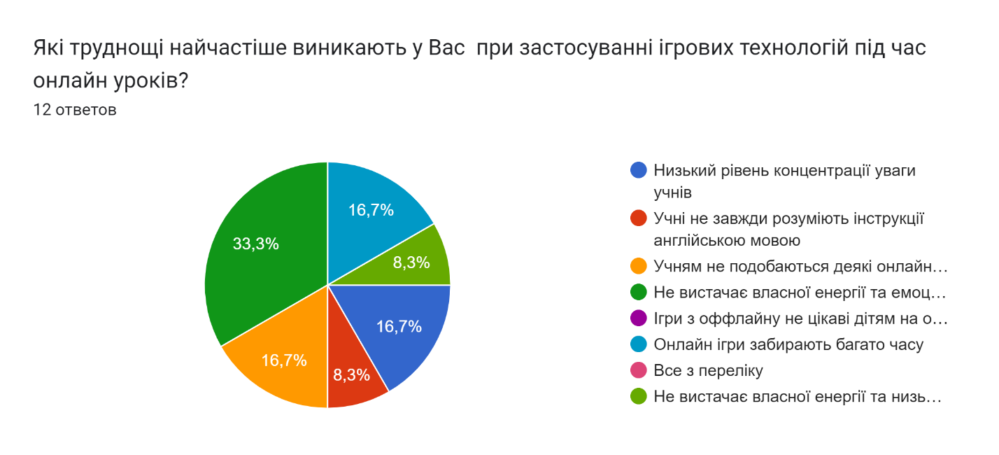 Які труднощі найчастіше виникають у Вас при застосуванні ігрових технологій під час
онлайн уроків?
12 ответов
16,7%
8,3%
33,3%
16,7%
16,7%
8,3%
Низький рівень концентрації уваги
учнів
Учні не завжди розуміють інструкції
англійською мовою
Учням не подобаються деякі онлайн…
Не вистачає власної енергії та емоц…
Ігри з оффлайну не цікаві дітям на о…
Онлайн ігри забирають багато часу
Все з переліку
Не вистачає власної енергії та низь…